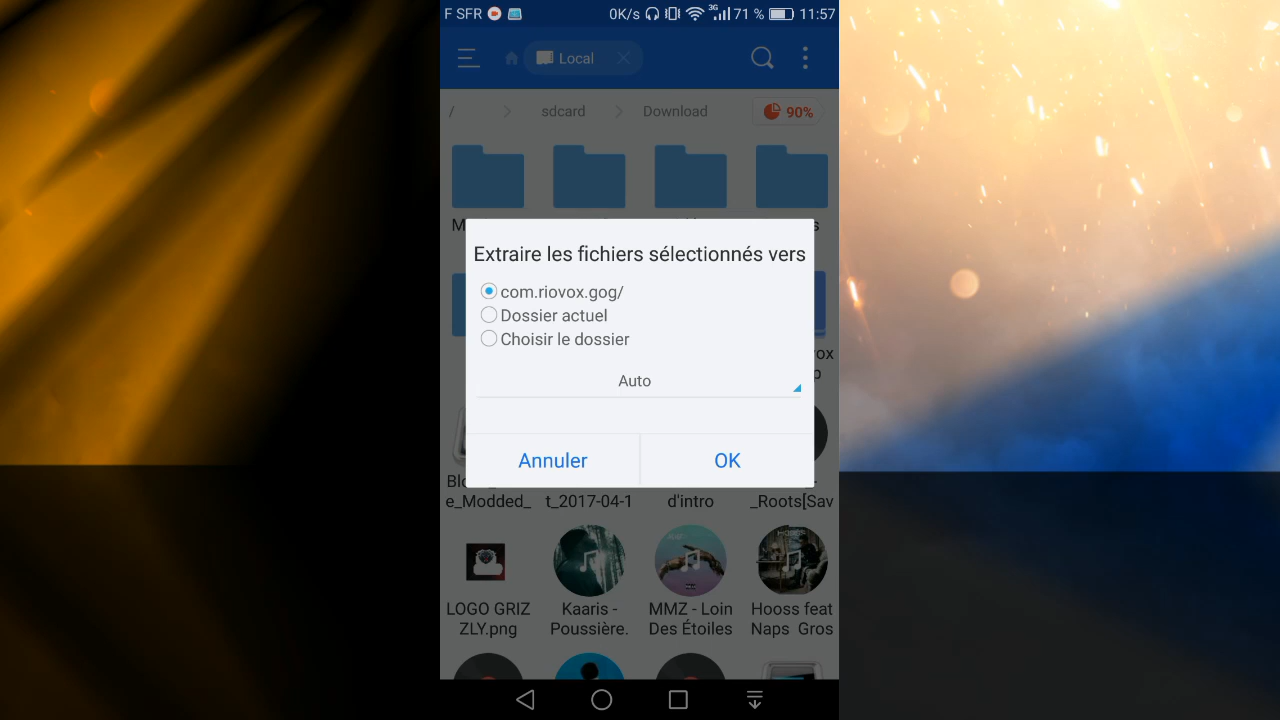 F SFR 0K/s 3G 71 % 11:57
Local
/ sdcard Download 90%
Extraire les fichiers sélectionnés vers
com.riovox.gog/
Dossier actuel
Choisir le dossier
Auto
Annuler OK
e_Modded_ t_2017-04-1 d'intro _Roots[Sav
LOGO GRIZ
ZLY.png
Kaaris -
Poussière.
MMZ - Loin
Des Étoiles
Hooss feat
Naps Gros